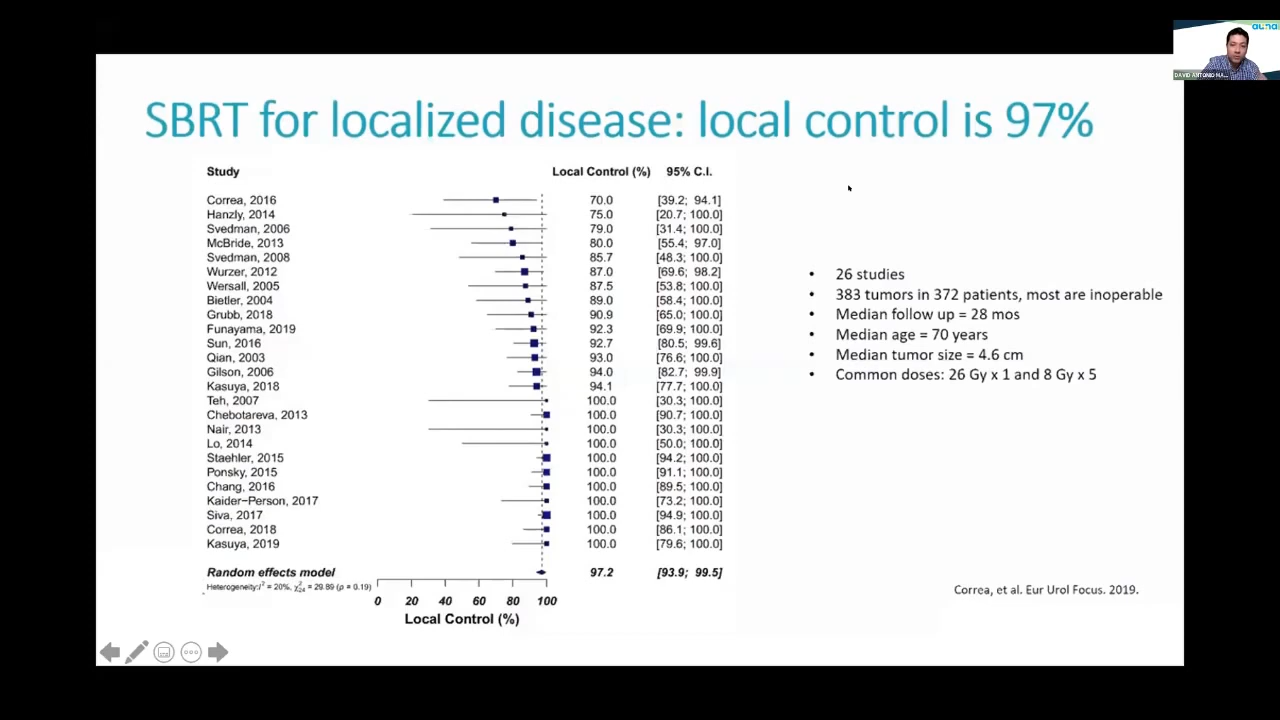 auna
DAVID ANTONIO MA...
SBRT for localized disease: local control is 97%
Study Local Control (%) 95% C.I.
Correa, 2016 70.0 [39.2; 94.1]
Hanzly, 2014 75.0 [20.7; 100.0]
Svedman, 2006 79.0 [31.4; 100.0]
McBride, 2013 80.0 [55.4; 97.0]
Svedman, 2008 85.7 [48.3; 100.0]
Wurzer, 2012 87.0 [69.6; 98.2]
Wersall, 2005 87.5 [53.8; 100.0]
Bietler, 2004 89.0 [58.4; 100.0]
Grubb, 2018 90.9 [65.0; 100.0]
Funayama, 2019 92.3 [69.9; 100.0]
Sun, 2016 92.7 [80.5; 99.6]
Qian, 2003 93.0 [76.6; 100.0]
Gilson, 2006 94.0 [82.7; 99.9]
Kasuya, 2018 94.1 [77.7; 100.0]
Teh, 2007 100.0 [30.3; 100.0]
Chebotareva, 2013 100.0 [90.7; 100.0]
Nair, 2013 100.0 [30.3; 100.0]
Lo, 2014 100.0 [50.0; 100.0]
Staehler, 2015 100.0 [94.2; 100.0]
Ponsky, 2015 100.0 [91.1; 100.0]
Chang, 2016 100.0 [89.5; 100.0]
Kaider−Person, 2017 100.0 [73.2; 100.0]
Siva, 2017 100.0 [94.9; 100.0]
Correa, 2018 100.0 [86.1; 100.0]
Kasuya, 2019 100.0 [79.6; 100.0]
Random effects model 97.2 [93.9; 99.5]
Heterogeneity: I² = 20%, χ²₂₄ = 29.89 (p = 0.19)
0 20 40 60 80 100
Local Control (%)
• 26 studies
• 383 tumors in 372 patients, most are inoperable
• Median follow up = 28 mos
• Median age = 70 years
• Median tumor size = 4.6 cm
• Common doses: 26 Gy x 1 and 8 Gy x 5
Correa, et al. Eur Urol Focus. 2019.